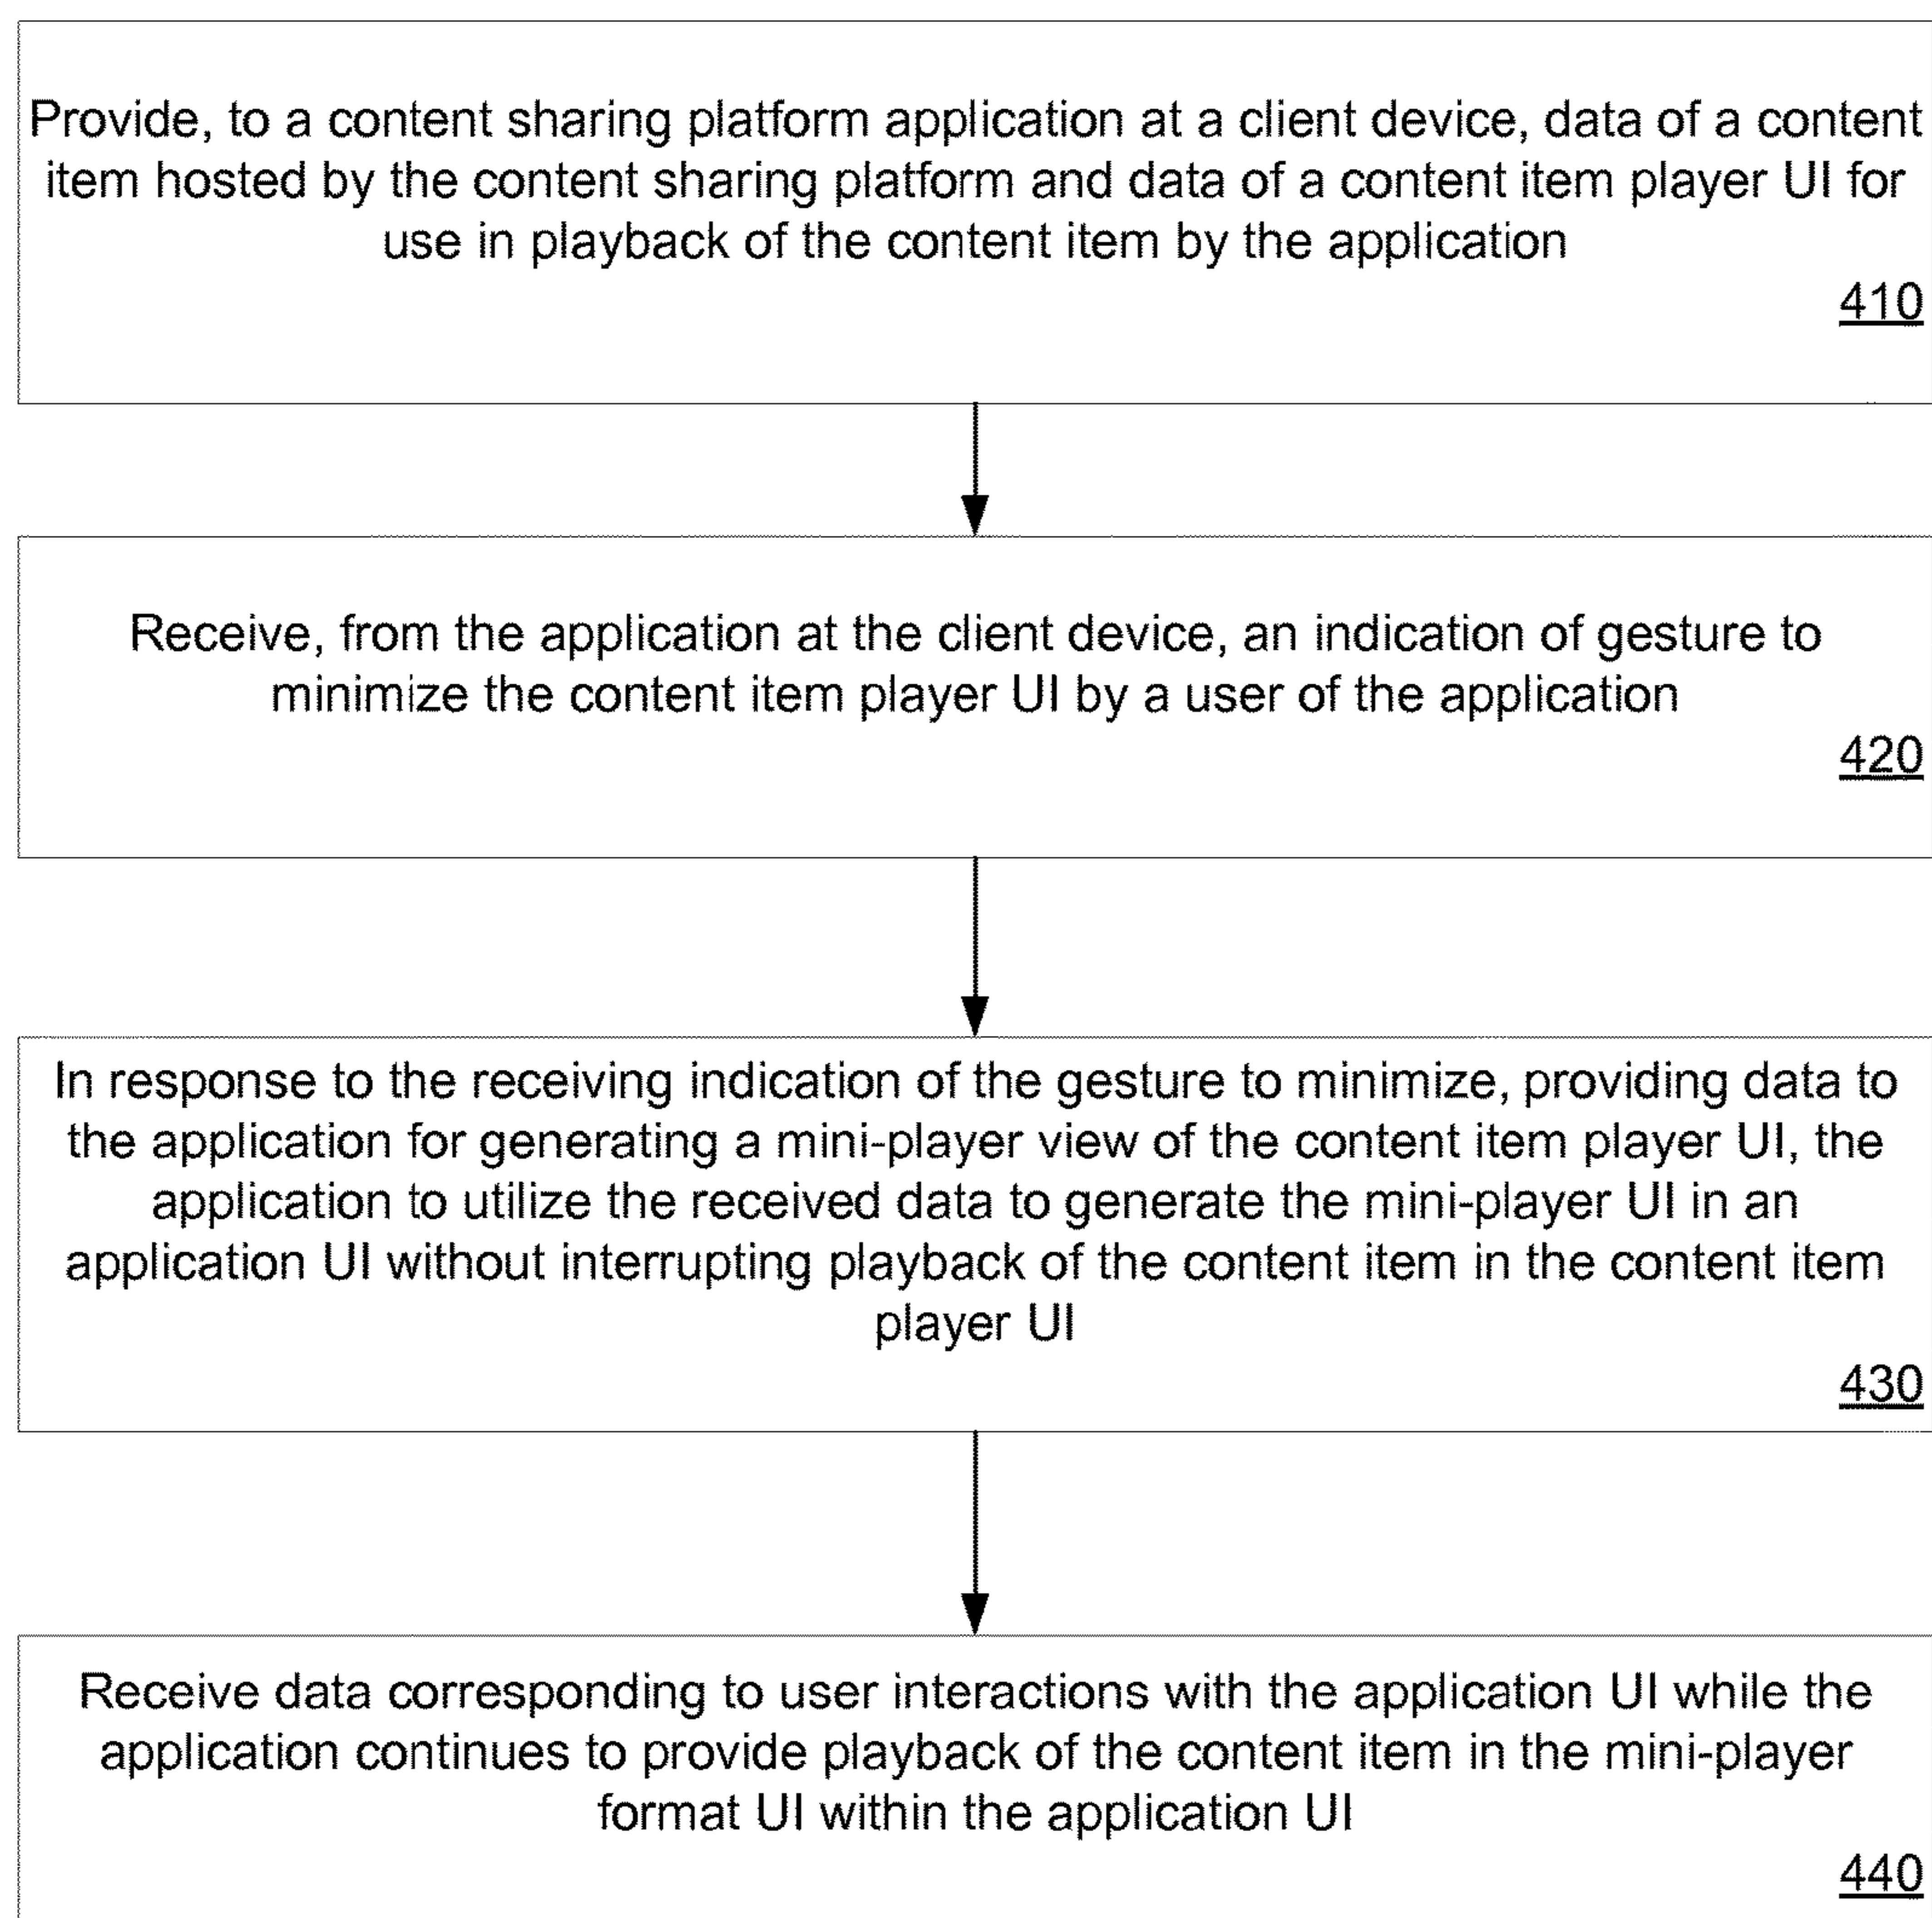 Provide, to a content sharing platform application at a client device, data of a content
item hosted by the content sharing platform and data of a content item player UI for
use in playback of the content item by the application
410
Receive, from the application at the client device, an indication of gesture to
minimize the content item player UI by a user of the application
420
In response to the receiving indication of the gesture to minimize, providing data to
the application for generating a mini-player view of the content item player UI, the
application to utilize the received data to generate the mini-player UI in an
application UI without interrupting playback of the content item in the content item
player UI
430
Receive data corresponding to user interactions with the application UI while the
application continues to provide playback of the content item in the mini-player
format UI within the application UI
440